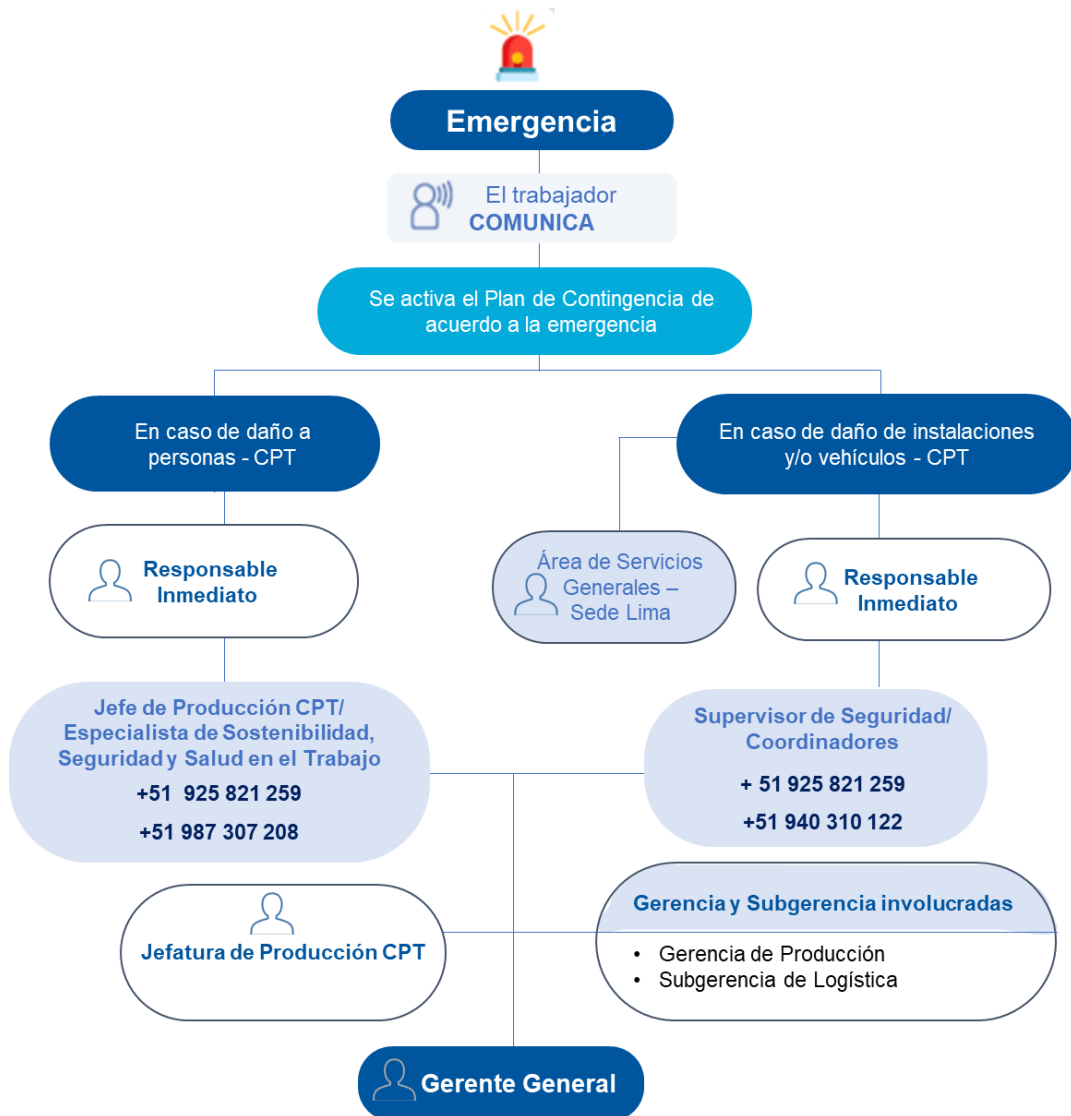 Emergencia
El trabajador
COMUNICA
Se activa el Plan de Contingencia de
acuerdo a la emergencia
En caso de daño a
personas - CPT
En caso de daño de instalaciones
y/o vehículos - CPT
Responsable
Inmediato
Área de Servicios
Generales –
Sede Lima
Responsable
Inmediato
Jefe de Producción CPT/
Especialista de Sostenibilidad,
Seguridad y Salud en el Trabajo
+51 925 821 259
+51 987 307 208
Supervisor de Seguridad/
Coordinadores
+ 51 925 821 259
+51 940 310 122
Jefatura de Producción CPT
Gerencia y Subgerencia involucradas
• Gerencia de Producción
• Subgerencia de Logística
Gerente General